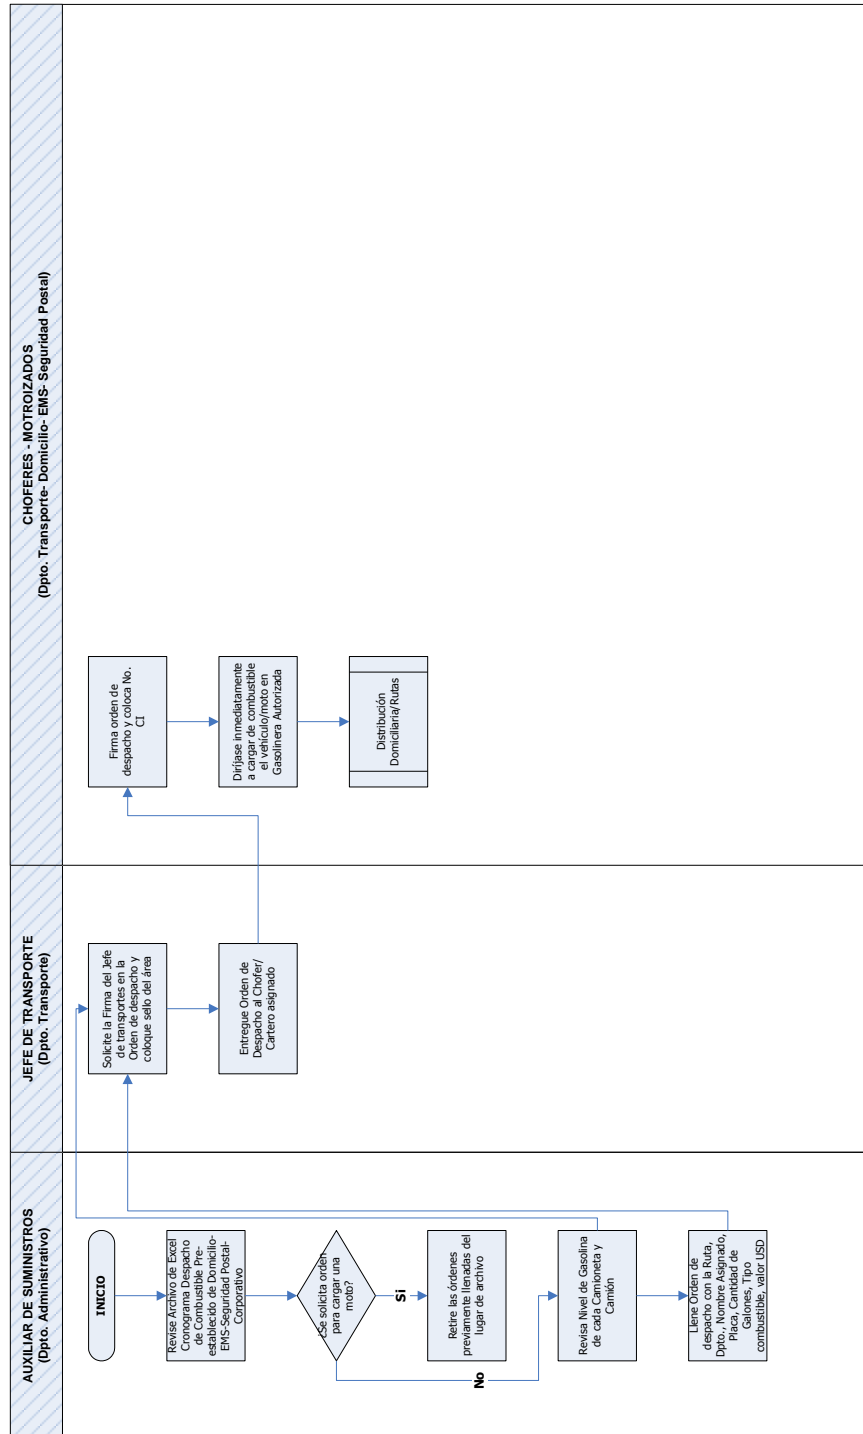 AUXILIAR DE SUMINISTROS
(Dpto. Administrativo)
INICIO
Revise Archivo de Excel
Cronograma Despacho
de Combustible Pre-
establecido de Domicilio-
EMS-Seguridad Postal-
Corporativo
¿Se solicita orden
para cargar una
moto?
Si
No
Retire las órdenes
previamente llenadas del
lugar de archivo
Revisa Nivel de Gasolina
de cada Camioneta y
Camión
Llene Orden de
despacho con la Ruta,
Dpto., Nombre Asignado,
Placa, Cantidad de
Galones, Tipo
combustible, valor USD
JEFE DE TRANSPORTE
(Dpto. Transporte)
Solicite la Firma del Jefe
de transportes en la
Orden de despacho y
coloque sello del área
Entregue Orden de
Despacho al Chofer/
Cartero asignado
CHOFERES - MOTROIZADOS
(Dpto. Transporte- Domicilio- EMS- Seguridad Postal)
Firma orden de
despacho y coloca No.
CI
Diríjase inmediatamente
a cargar de combustible
el vehículo/moto en
Gasolinera Autorizada
Distribución
Domiciliaria/Rutas